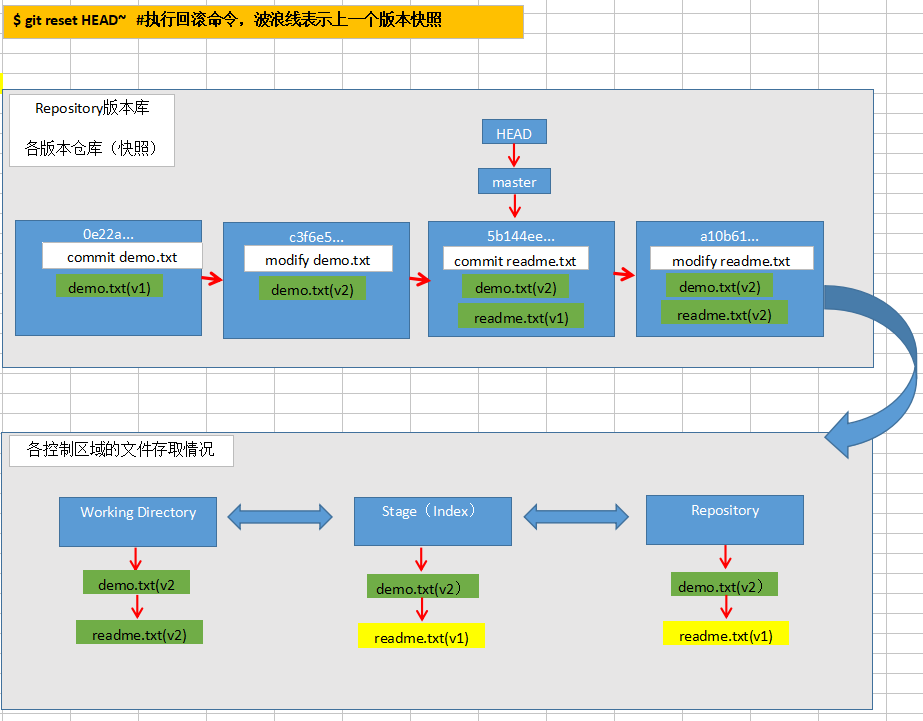 $ git reset HEAD~  #执行回滚命令，波浪线表示上一个版本快照
Repository版本库
各版本仓库（快照）
HEAD
master
0e22a...
commit demo.txt
demo.txt(v1)
c3f6e5...
modify demo.txt
demo.txt(v2)
5b144ee...
commit readme.txt
demo.txt(v2)
readme.txt(v1)
a10b61...
modify readme.txt
demo.txt(v2)
readme.txt(v2)
各控制区域的文件存取情况
Working Directory
demo.txt(v2
readme.txt(v2)
Stage（Index）
demo.txt(v2）
readme.txt(v1)
Repository
demo.txt(v2）
readme.txt(v1)